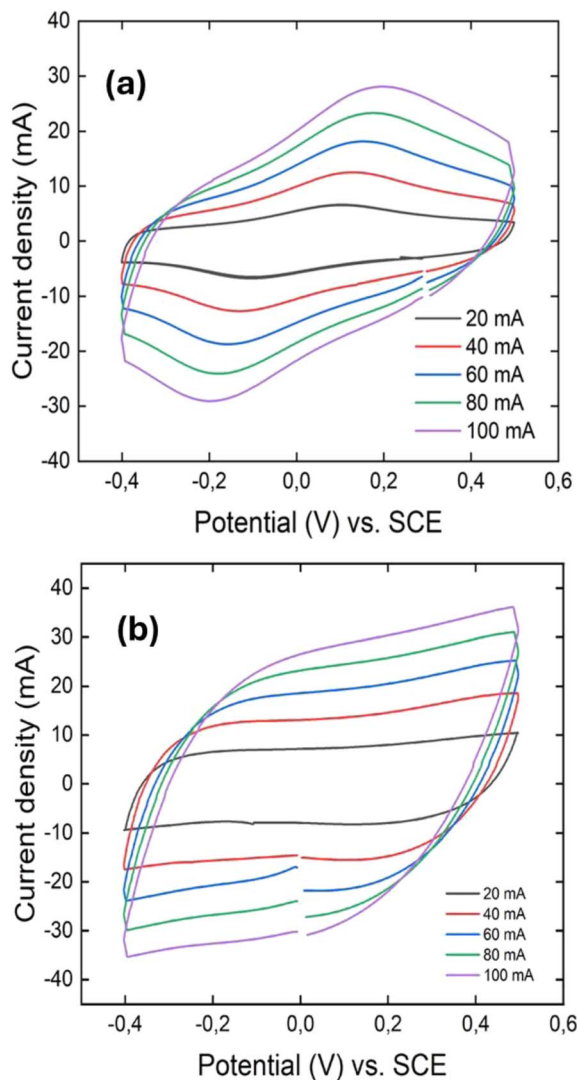 (a)
Current density (mA)
40
30
20
10
0
-10
-20
-30
-40
20 mA
40 mA
60 mA
80 mA
100 mA
-0,4
-0,2
0,0
0,2
0,4
0,6
Potential (V) vs. SCE
(b)
Current density (mA)
40
30
20
10
0
-10
-20
-30
-40
20 mA
40 mA
60 mA
80 mA
100 mA
-0,4
-0,2
0,0
0,2
0,4
0,6
Potential (V) vs. SCE